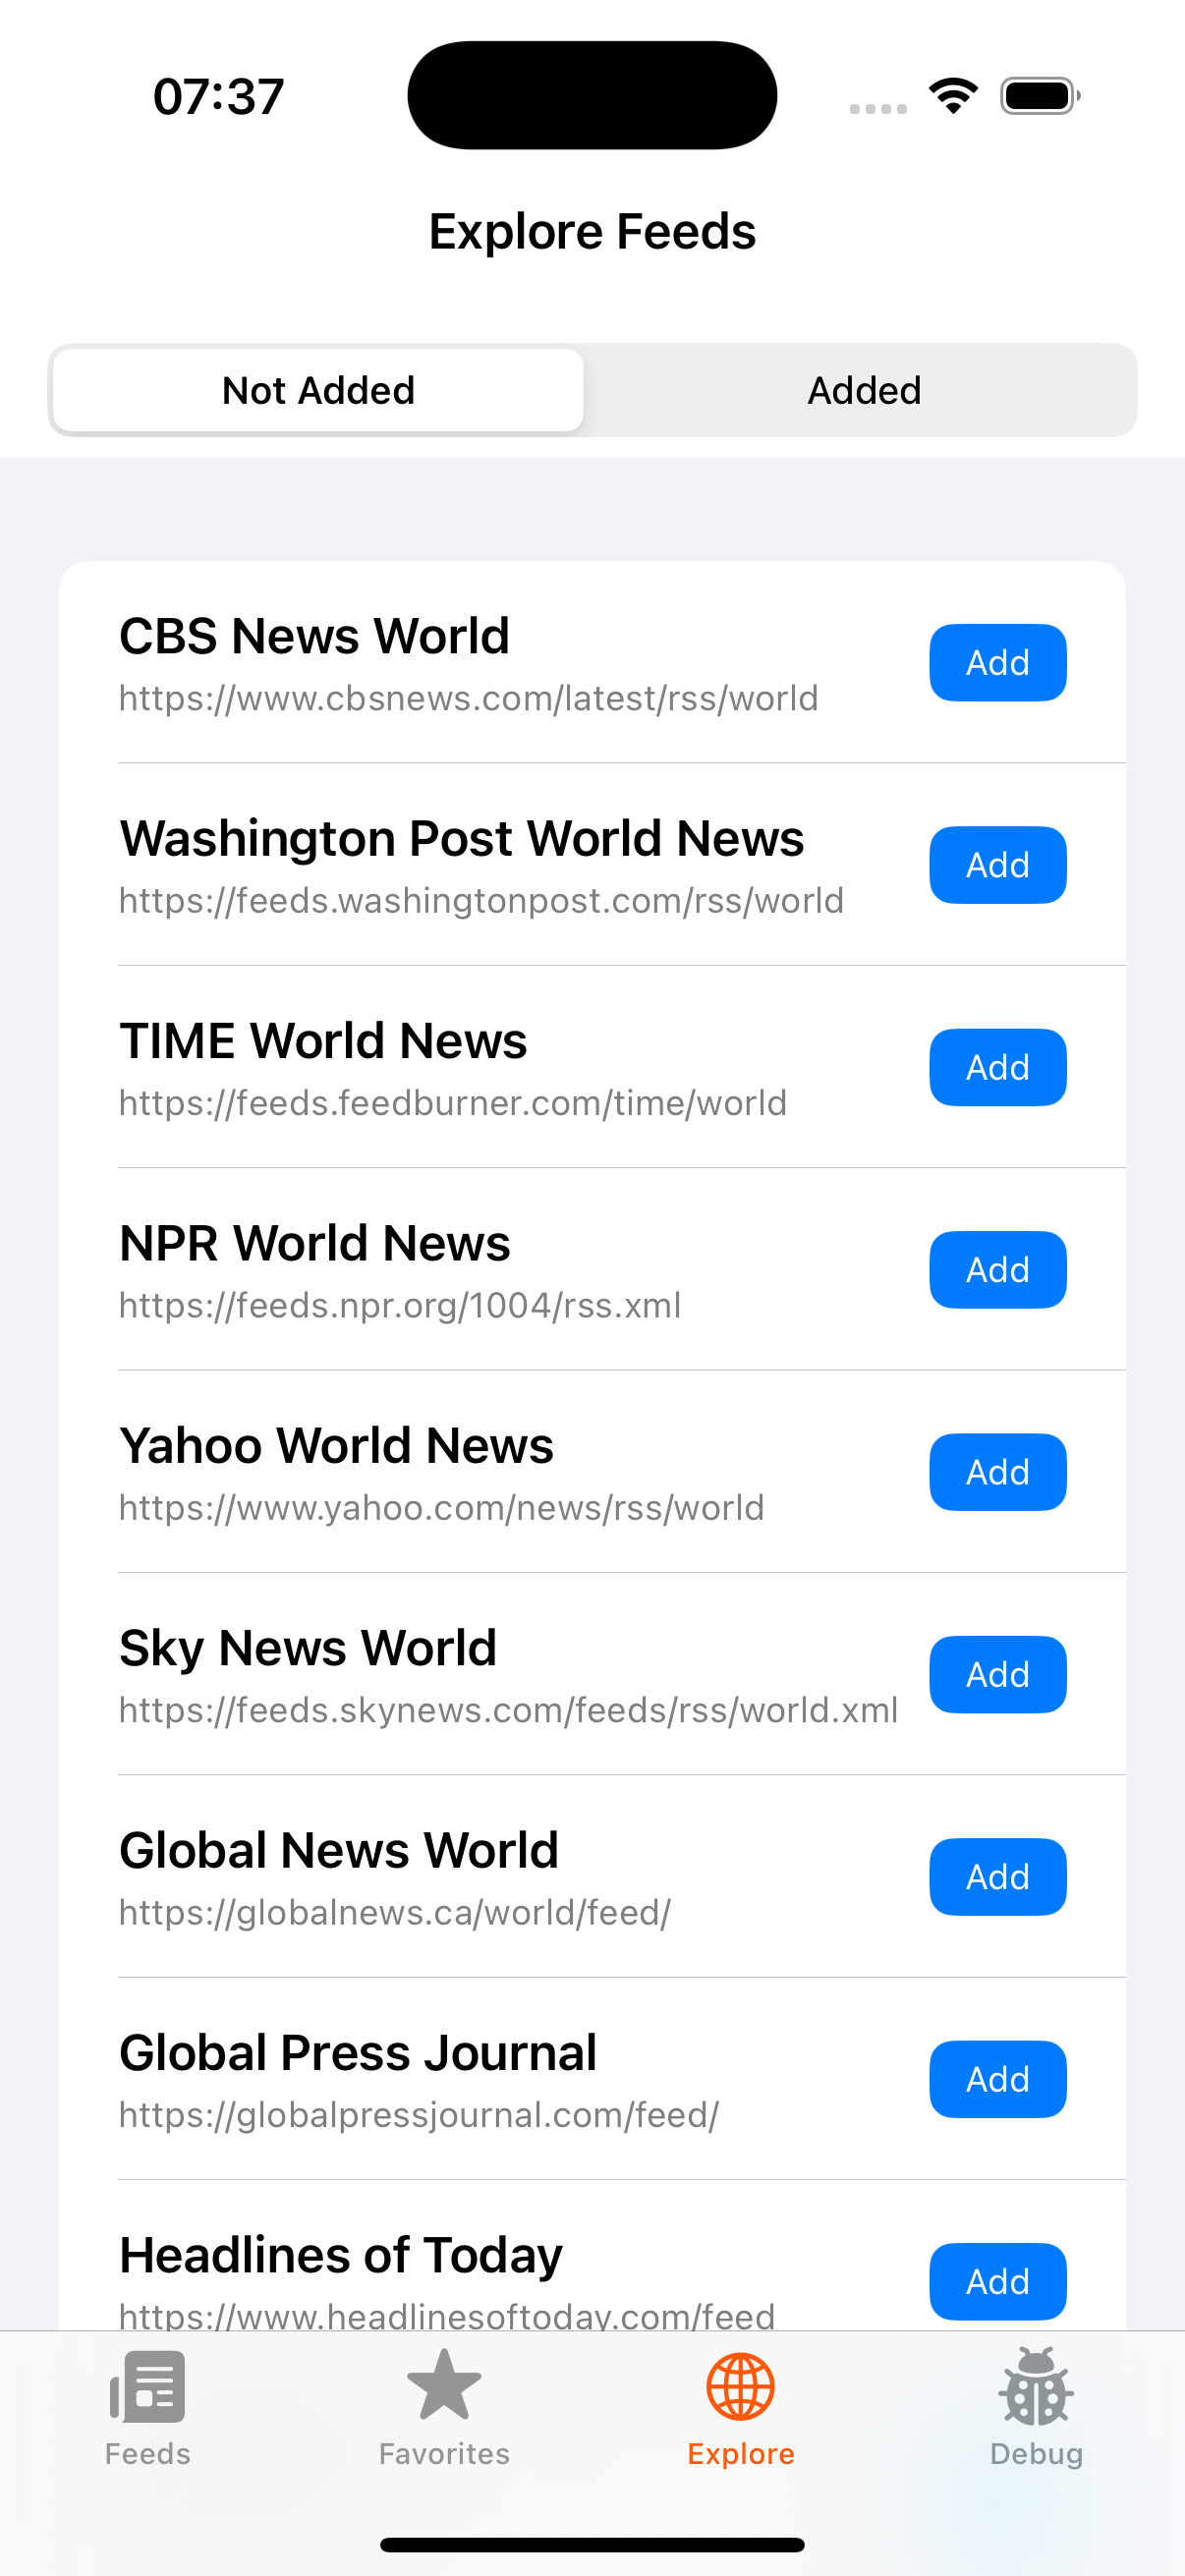 07:37
Explore Feeds
Not Added
Added
CBS News World
https://www.cbsnews.com/latest/rss/world
Add
Washington Post World News
https://feeds.washingtonpost.com/rss/world
Add
TIME World News
https://feeds.feedburner.com/time/world
Add
NPR World News
https://feeds.npr.org/1004/rss.xml
Add
Yahoo World News
https://www.yahoo.com/news/rss/world
Add
Sky News World
https://feeds.skynews.com/feeds/rss/world.xml
Add
Global News World
https://globalnews.ca/world/feed/
Add
Global Press Journal
https://globalpressjournal.com/feed/
Add
Headlines of Today
https://www.headlinesoftoday.com/feed
Add
Feeds
Favorites
Explore
Debug